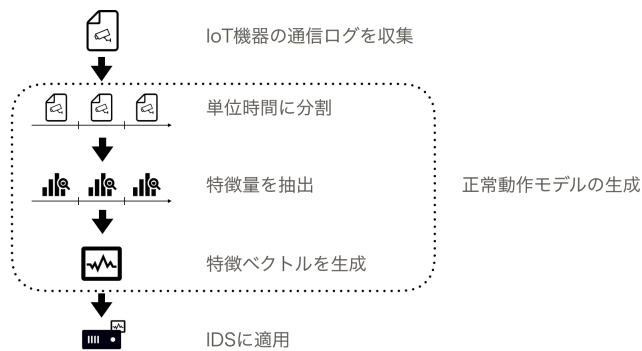 IoT機器の通信ログを収集
単位時間に分割
特徴量を抽出
正常動作モデルの生成
特徴ベクトルを生成
IDSに適用